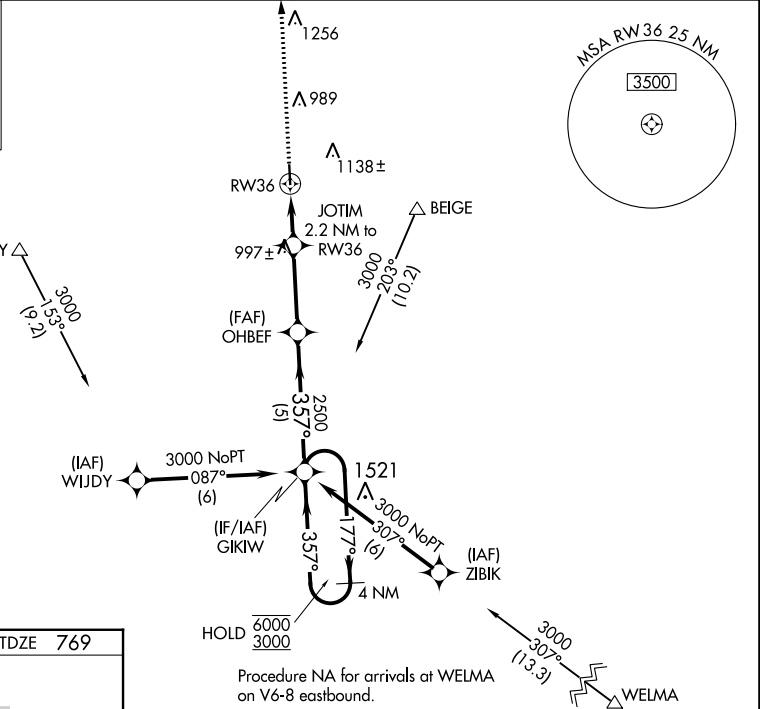 1256
989
1138±
MSA RW36 25 NM
3500
RW36
JOTIM
2.2 NM to
RW36
997±
BEIGE
3000
203°
(10.2)
Y
3000
153°
(9.2)
(FAF)
OHBEF
2500
357°
(5)
(IAF)
WIJDY
3000 NoPT
087°
(6)
(IF/IAF)
GIKIW
1521
3000 NoPT
307°
(6)
(IAF)
ZIBIK
357°
177°
4 NM
HOLD
6000
3000
3000
307°
(13.3)
WELMA
TDZE 769
Procedure NA for arrivals at WELMA
on V6-8 eastbound.